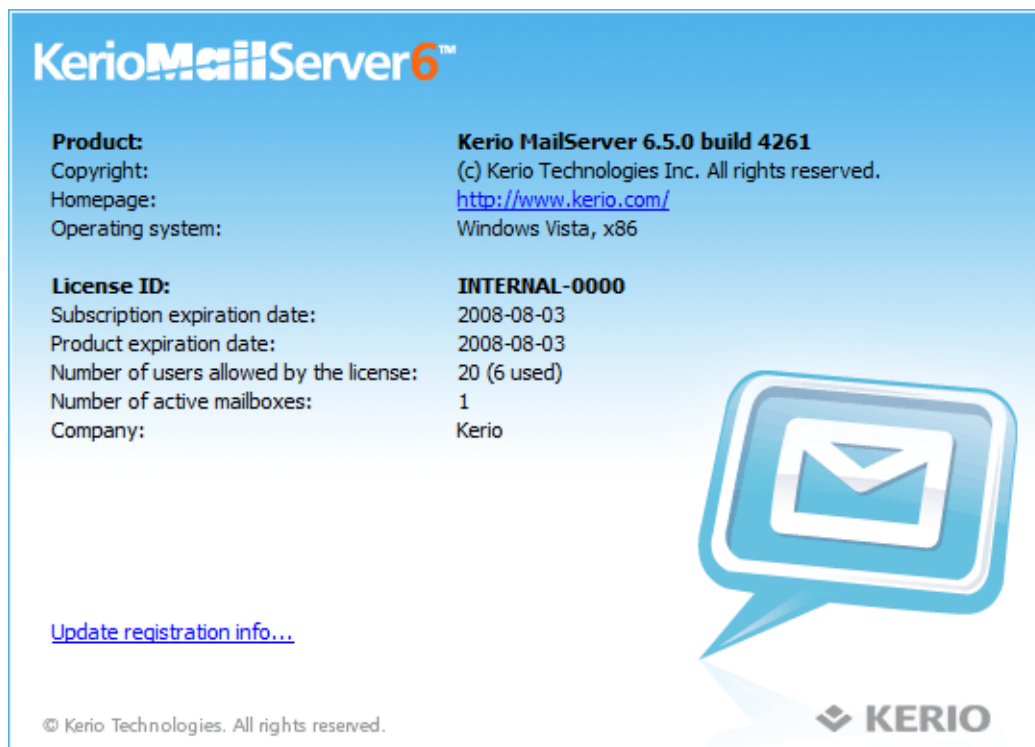 KerioMailServer6™
Product: Kerio MailServer 6.5.0 build 4261
Copyright: (c) Kerio Technologies Inc. All rights reserved.
Homepage: http://www.kerio.com/
Operating system: Windows Vista, x86
License ID: INTERNAL-0000
Subscription expiration date: 2008-08-03
Product expiration date: 2008-08-03
Number of users allowed by the license: 20 (6 used)
Number of active mailboxes: 1
Company: Kerio
Update registration info...
© Kerio Technologies. All rights reserved.
KERIO